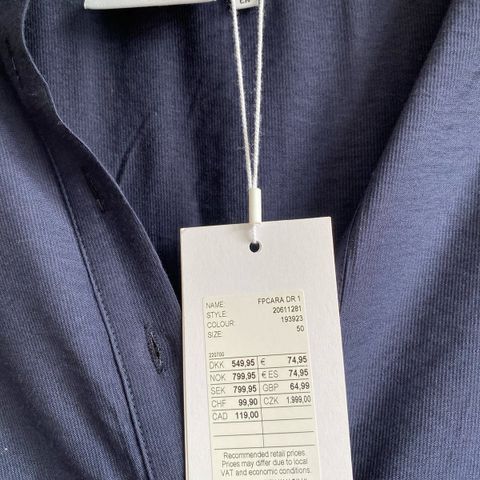 NAME: FPCARA DR 1
STYLE: 20611281
COLOUR: 193923
SIZE: 50
220700
DKK 549,95 € 74,95
NOK 799,95 € ES 74,95
SEK 799,95 GBP 64,99
CHF 99,90 CZK 1.999,00
CAD 119,00
Recommended retail prices.
Prices may differ due to local
VAT and economic conditions.